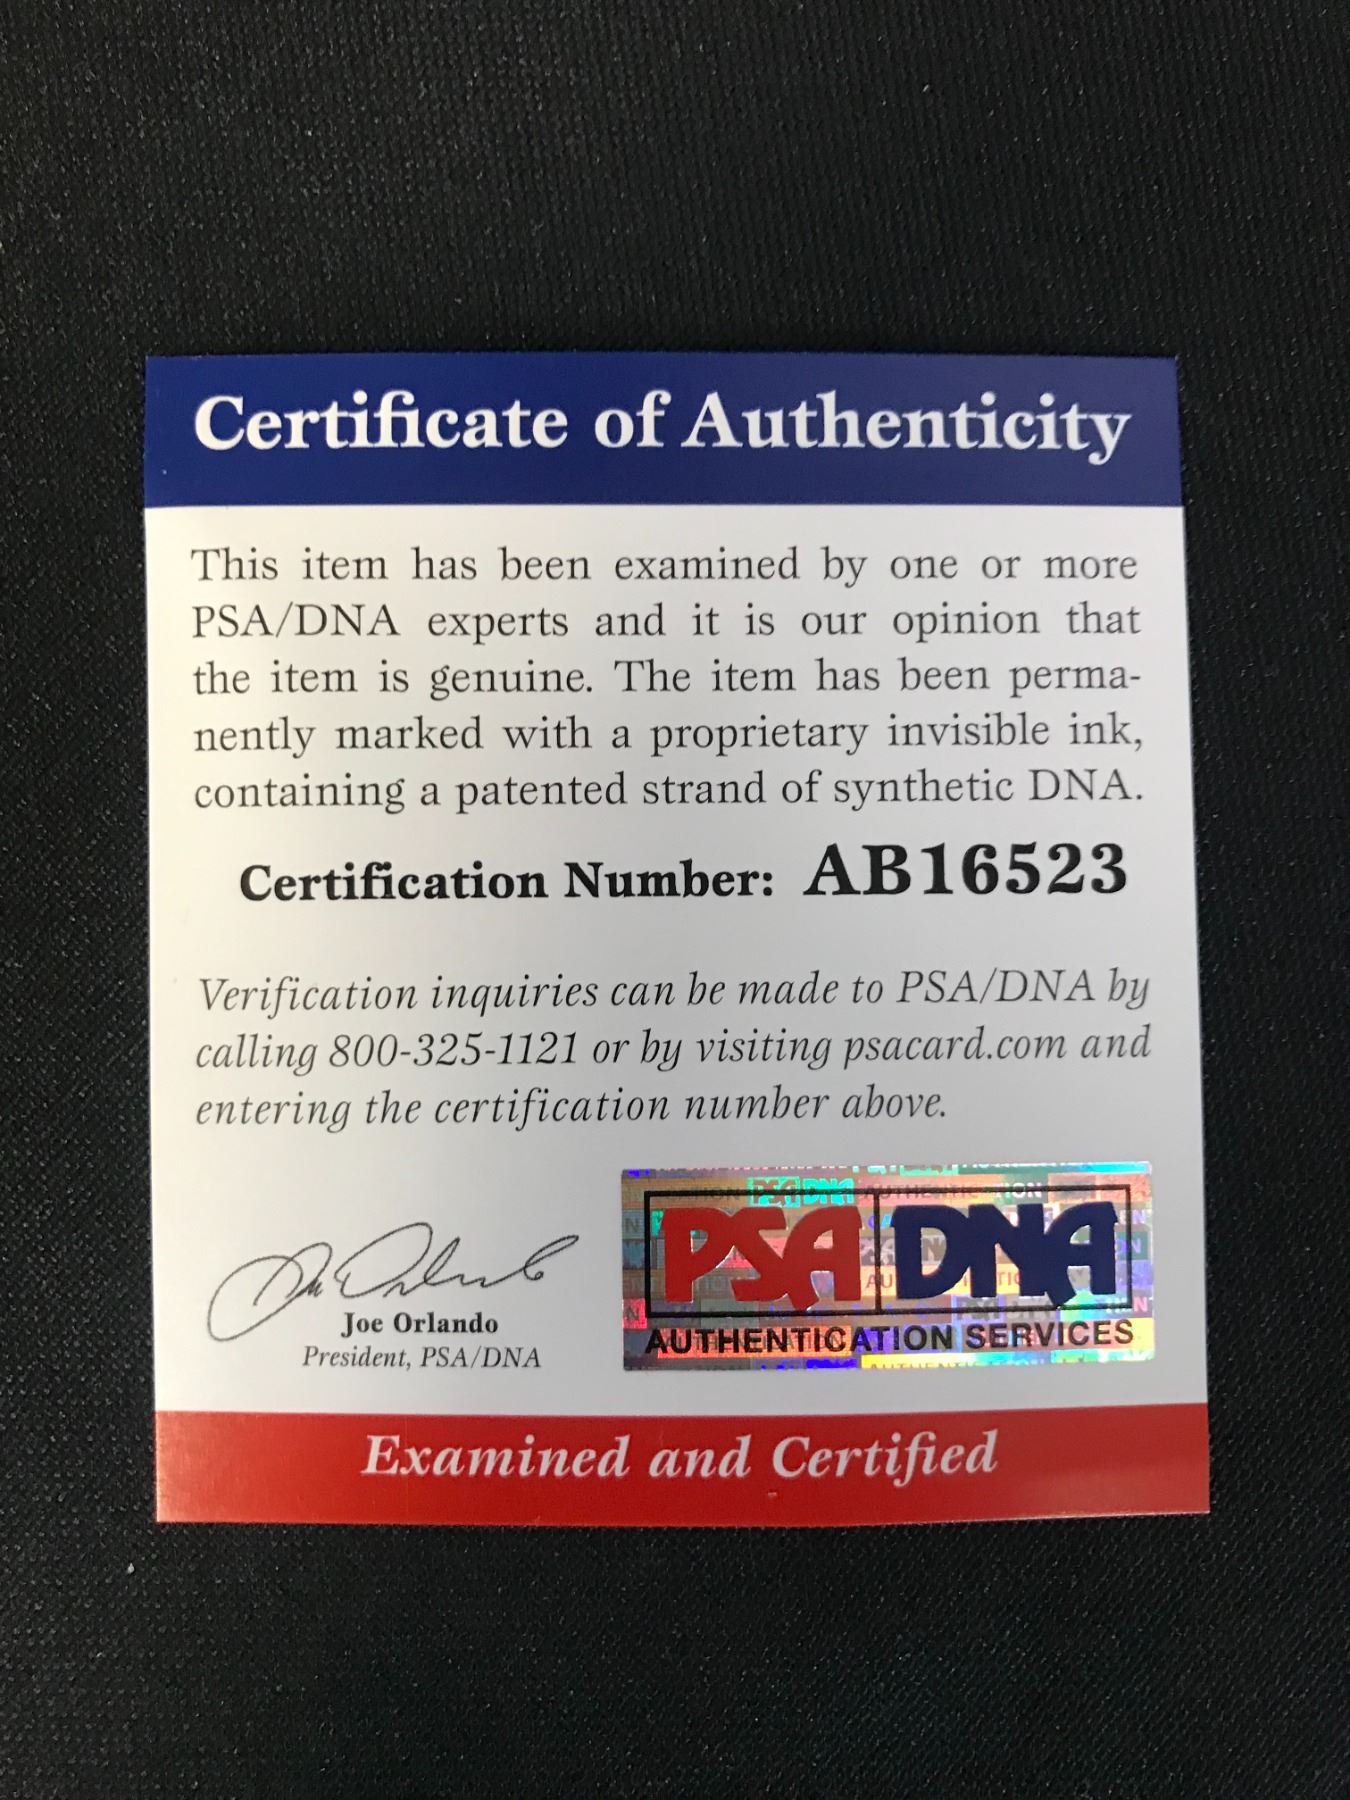 Certificate of Authenticity
This item has been examined by one or more
PSA/DNA experts and it is our opinion that
the item is genuine. The item has been perma-
nently marked with a proprietary invisible ink,
containing a patented strand of synthetic DNA.
Certification Number: AB16523
Verification inquiries can be made to PSA/DNA by
calling 800-325-1121 or by visiting psacard.com and
entering the certification number above.
Joe Orlando
Joe Orlando
President, PSA/DNA
PSA DNA
AUTHENTICATION SERVICES
Examined and Certified